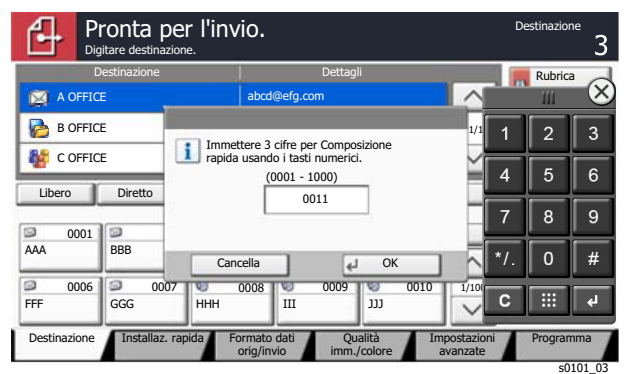 Pronta per l'invio.
Digitare destinazione.
Destinazione
3
Destinazione Dettagli
Rubrica
A OFFICE abcd@efg.com
B OFFICE
C OFFICE
1/1
Immettere 3 cifre per Composizione
rapida usando i tasti numerici.
(0001 - 1000)
0011
Cancella OK
Libero Diretto
0001
AAA BBB
0006 0007 0008 0009 0010
FFF GGG HHH III JJJ
1/100
1 2 3
4 5 6
7 8 9
*/. 0 #
C
Destinazione Installaz. rapida Formato dati Qualità Impostazioni Programma
orig/invio imm./colore avanzate
s0101_03